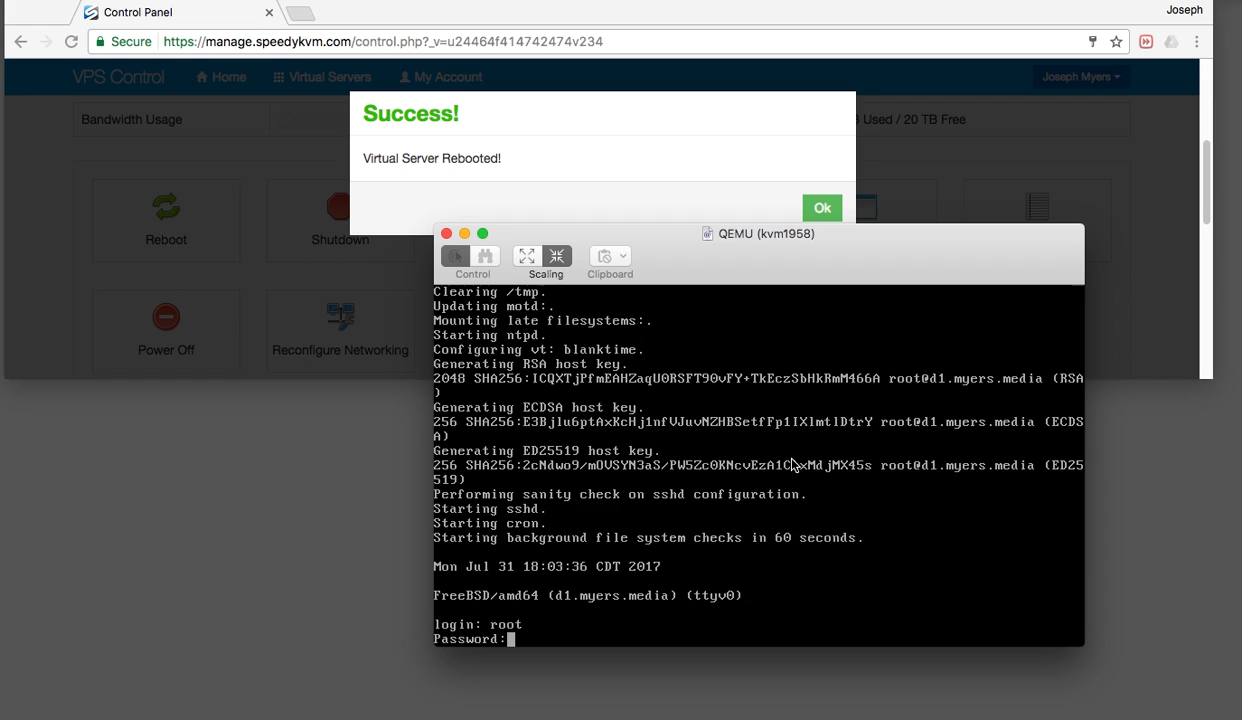 Control Panel
Joseph
Secure https://manage.speedykvm.com/control.php?_v=u24464f414742474v234
VPS Control Home Virtual Servers My Account Joseph Myers
Success!
Bandwidth Usage
Used / 20 TB Free
Virtual Server Rebooted!
Ok
Reboot
Shutdown
Power Off
Reconfigure Networking
QEMU (kvm1958)
Control Scaling Clipboard
Clearing /tmp.
Updating motd:.
Mounting late filesystems:.
Starting ntpd.
Configuring vt: blanktime.
Generating RSA host key.
2048 root@d1.myers.media (RSA
)
Generating ECDSA host key.
256 root@d1.myers.media (ECDS
A)
Generating ED25519 host key.
256 root@d1.myers.media (ED25
519)
Performing sanity check on sshd configuration.
Starting sshd.
Starting cron.
Starting background file system checks in 60 seconds.
Mon Jul 31 18:03:36 CDT 2017
FreeBSD/amd64 (d1.myers.media) (ttyv0)
login: root
Password: